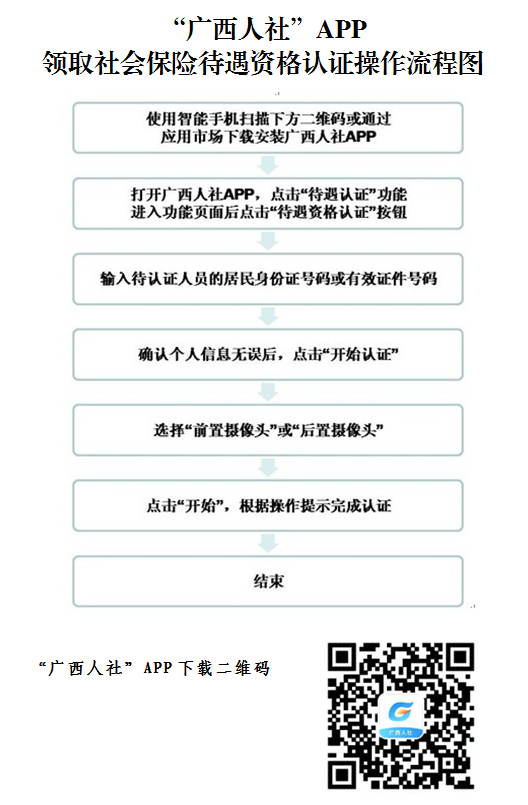 “广西人社”APP
领取社会保险待遇资格认证操作流程图
使用智能手机扫描下方二维码或通过
应用市场下载安装广西人社APP
打开广西人社APP，点击“待遇认证”功能
进入功能页面后点击“待遇资格认证”按钮
输入待认证人员的居民身份证号码或有效证件号码
确认个人信息无误后，点击“开始认证”
选择“前置摄像头”或“后置摄像头”
点击“开始”，根据操作提示完成认证
结束
“广西人社”APP下载二维码
广西人社